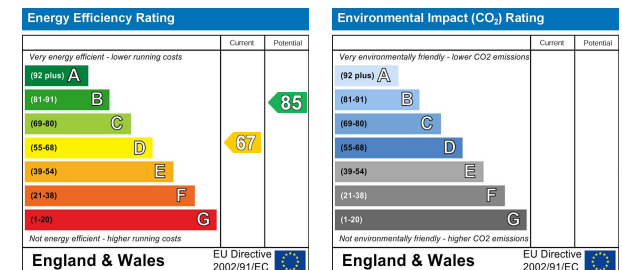 Energy Efficiency Rating
Current Potential
Very energy efficient - lower running costs
(92 plus) A
(81-91) B
85
(69-80) C
(55-68) D
67
(39-54) E
(21-38) F
(1-20) G
Not energy efficient - higher running costs
England & Wales
EU Directive
2002/91/EC
Environmental Impact (CO₂) Rating
Current Potential
Very environmentally friendly - lower CO2 emissions
(92 plus) A
(81-91) B
(69-80) C
(55-68) D
(39-54) E
(21-38) F
(1-20) G
Not environmentally friendly - higher CO2 emissions
England & Wales
EU Directive
2002/91/EC